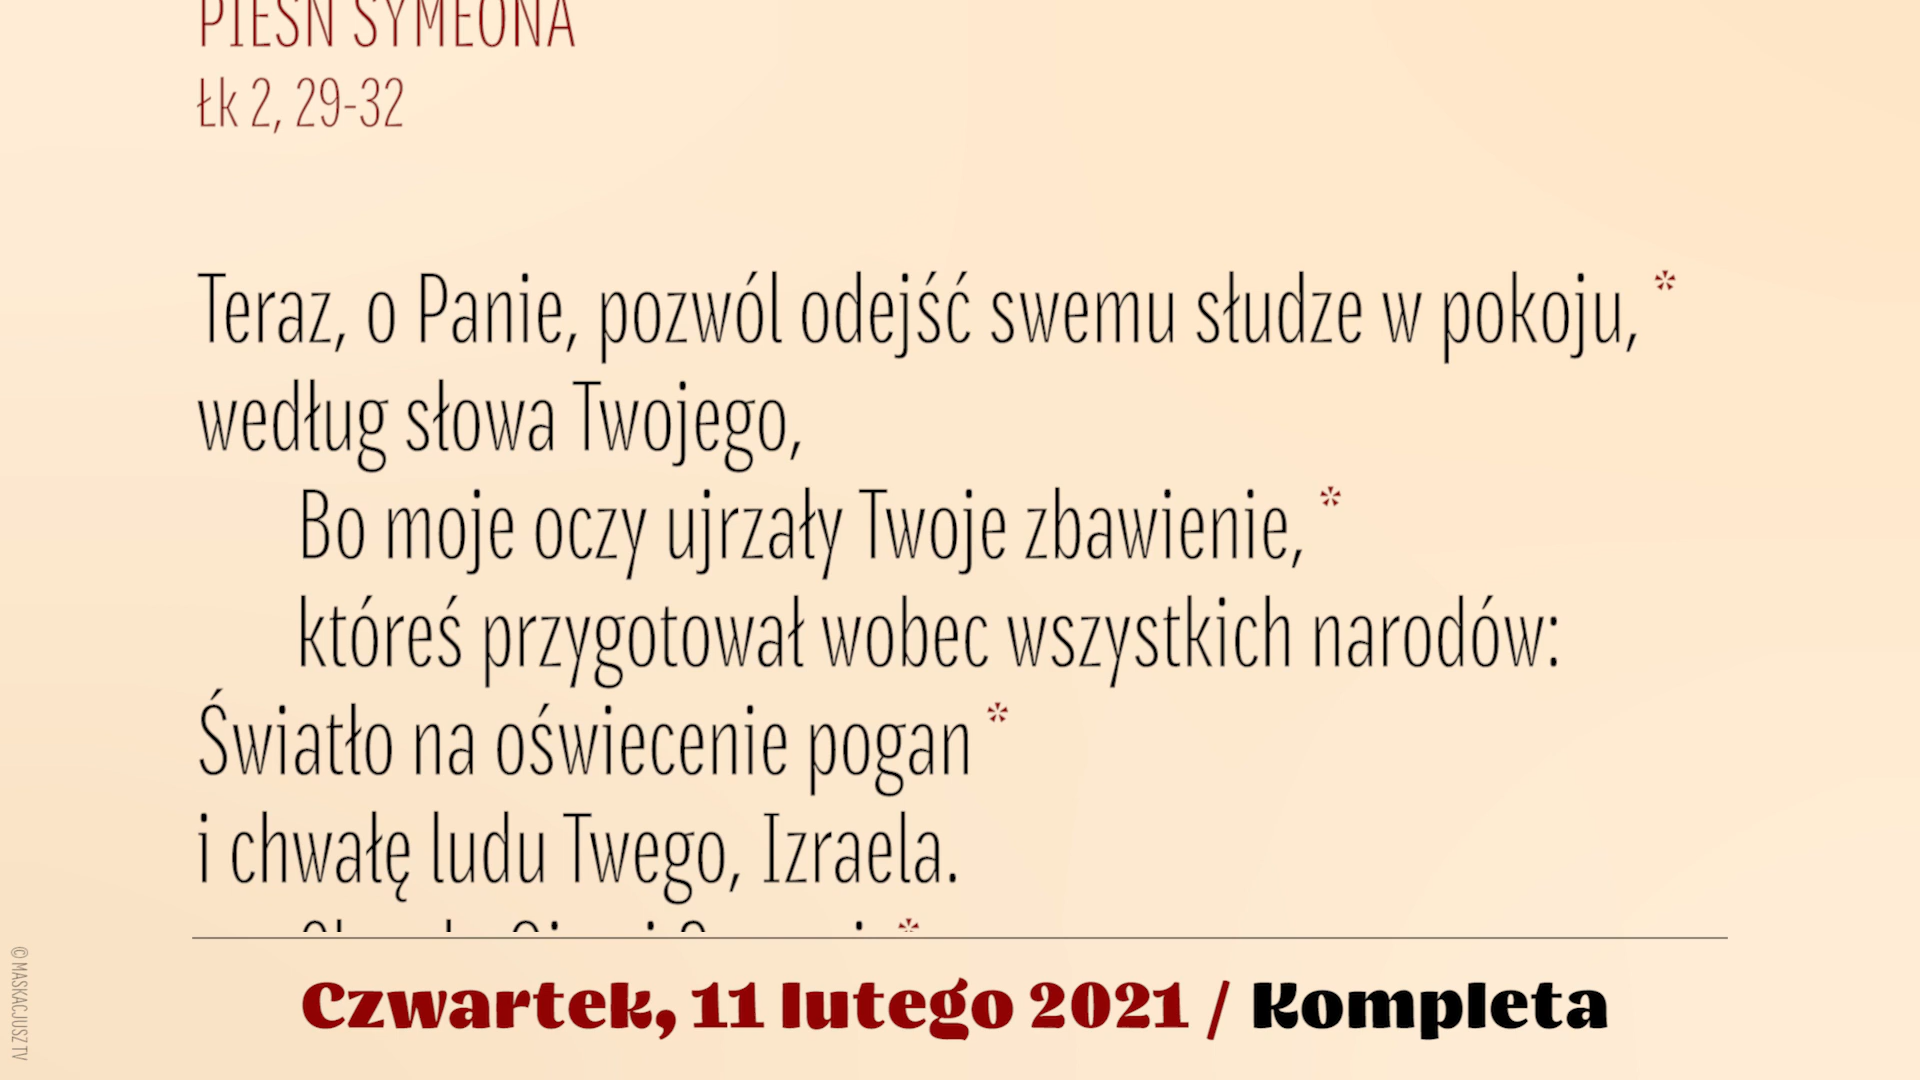 PIEŚŃ SYMEONA
Łk 2, 29-32
Teraz, o Panie, pozwól odejść swemu słudze w pokoju, *
według słowa Twojego,
Bo moje oczy ujrzały Twoje zbawienie, *
któreś przygotował wobec wszystkich narodów:
Światło na oświecenie pogan *
i chwałę ludu Twego, Izraela.
Czwartek, 11 lutego 2021 / Kompleta
© MASKACJUSZ TV